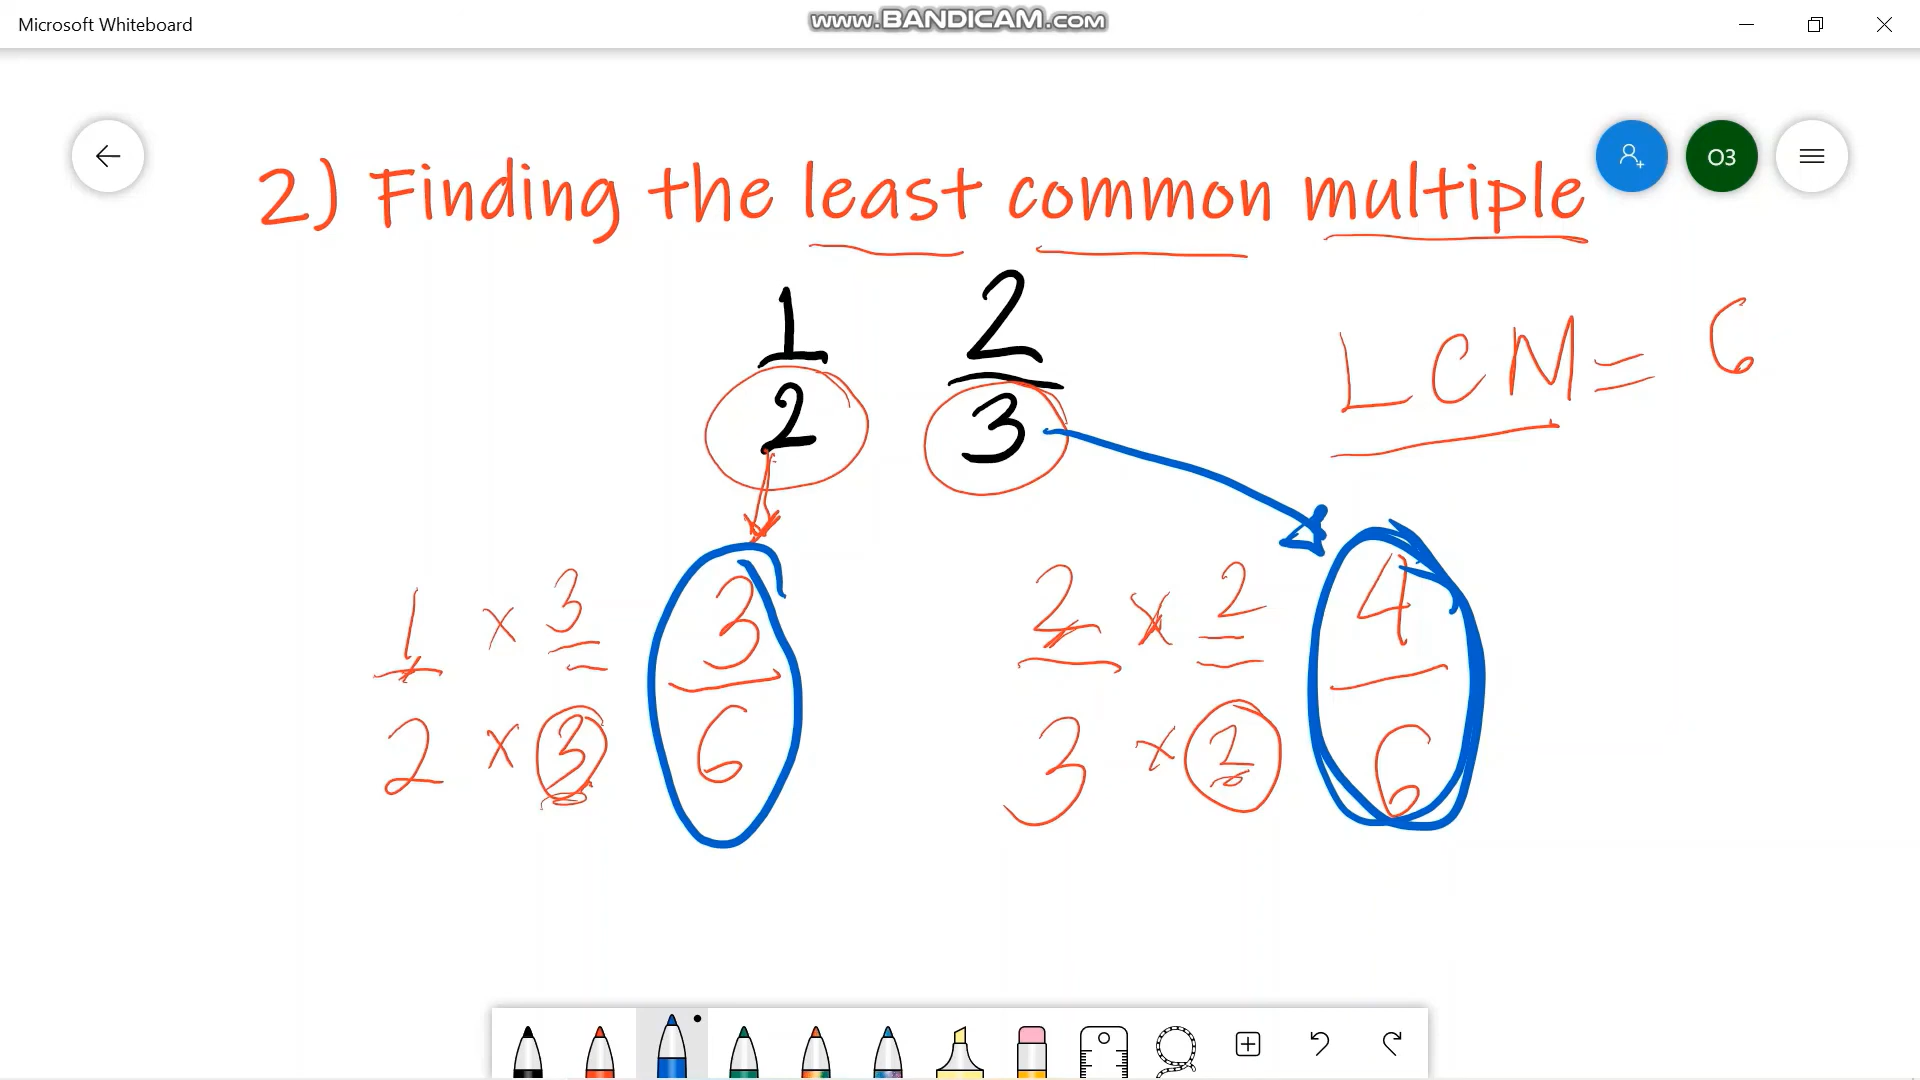 Microsoft Whiteboard
www.BANDICAM.com
O3
2) Finding the least common multiple
1 2
2 3
LCM = 6
1 × 3 3 2 × 2 4
2 × 3 6 3 × 2 6